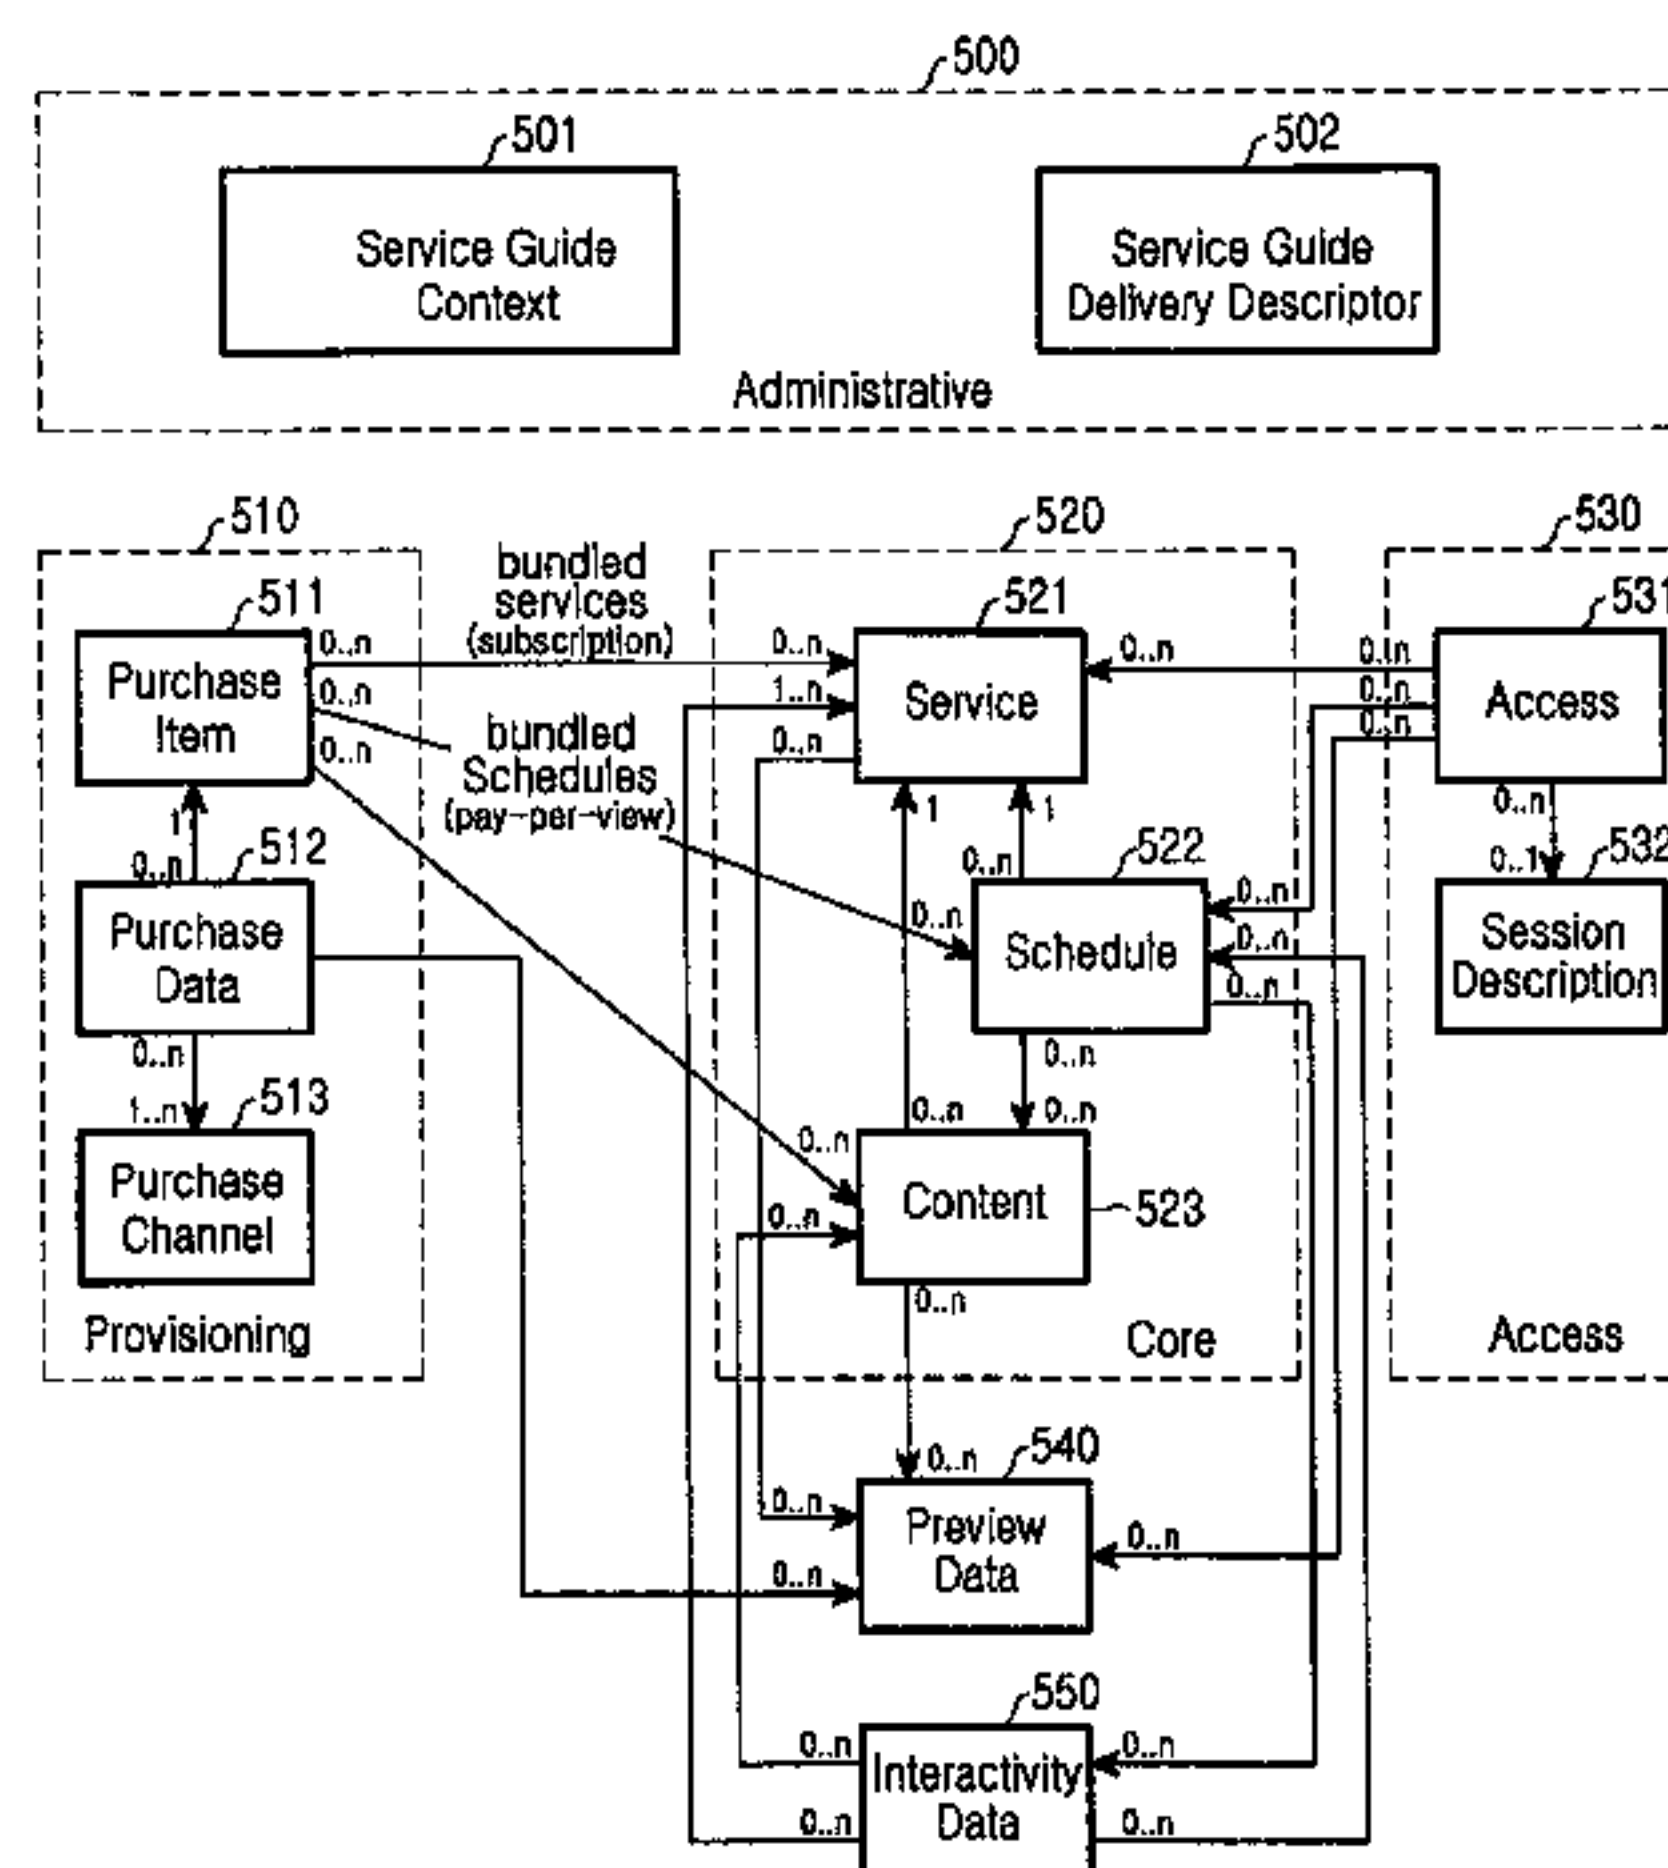 500
501
502
Service Guide
Context
Service Guide
Delivery Descriptor
Administrative
510
520
530
bundled
services
(subscription)
511
521
531
0..n
0..n
0..n
0..n
Purchase
Item
Service
Access
0..n
1..n
0..n
0..n
0..n
0..n
bundled
Schedules
(pay-per-view)
1
1
1
0..n
0..n
512
522
0..1
532
0..n
0..n
0..n
Purchase
Data
Schedule
Session
Description
0..n
0..n
0..n
0..n
0..n
1..n
513
0..n
0..n
0..n
Purchase
Channel
Content
523
0..n
0..n
Provisioning
Core
Access
0..n
540
0..n
Preview
Data
0..n
0..n
550
0..n
0..n
Interactivity
Data
0..n
0..n